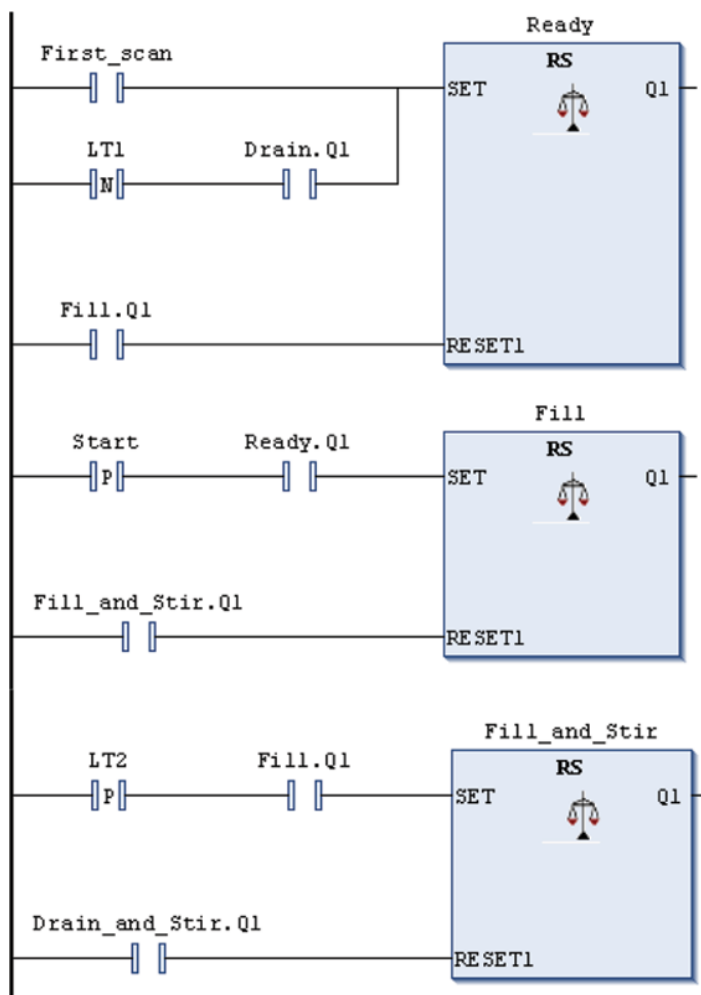 Ready
First_scan
RS
SET Q1
LT1 Drain.Q1
N
Fill.Q1
RESET1
Fill
Start Ready.Q1
RS
P SET Q1
Fill_and_Stir.Q1
RESET1
Fill_and_Stir
LT2 Fill.Q1
RS
P SET Q1
Drain_and_Stir.Q1
RESET1